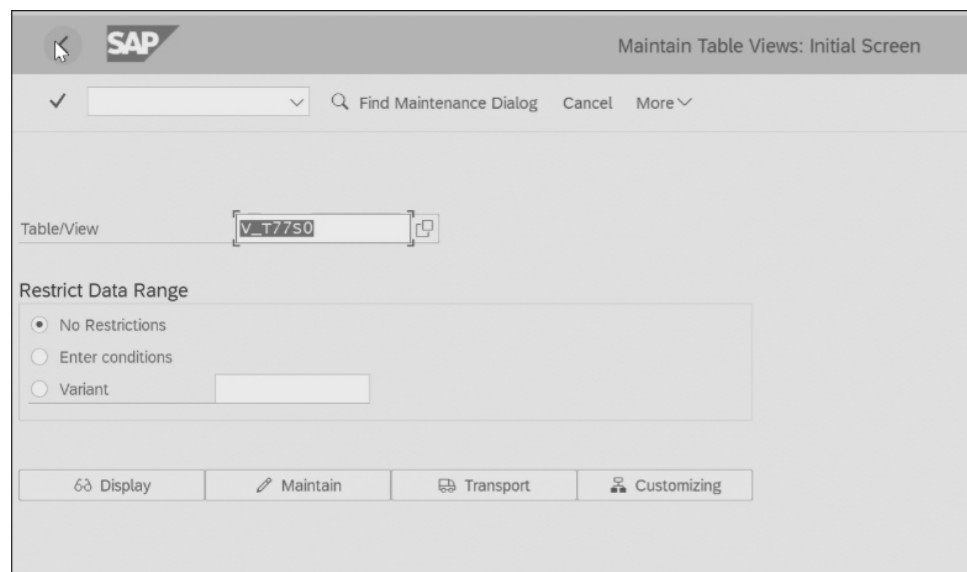 SAP Maintain Table Views: Initial Screen
Find Maintenance Dialog Cancel More
Table/View V_T77S0
Restrict Data Range
No Restrictions
Enter conditions
Variant
Display Maintain Transport Customizing